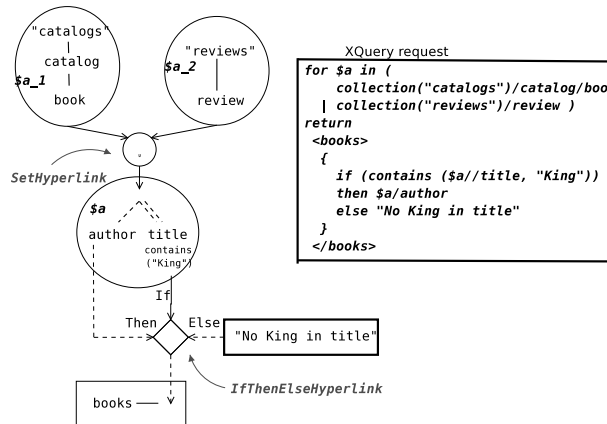 "catalogs"
catalog
$a_1
book
"reviews"
$a_2
review
SetHyperlink
$a
author title
contains
("King")
If
Then Else
"No King in title"
IfThenElseHyperlink
books
XQuery request
for $a in (
collection("catalogs")/catalog/boo
| collection("reviews")/review )
return
<books>
{
if (contains ($a//title, "King"))
then $a/author
else "No King in title"
}
</books>